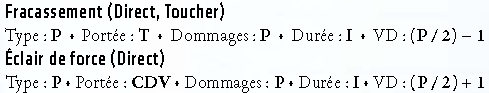 Fracassement (Direct, Toucher)
Type : P • Portée : T • Dommages : P • Durée : I • VD : (P / 2) – 1
Éclair de force (Direct)
Type : P • Portée : CDV • Dommages : P • Durée : I • VD : (P / 2) + 1